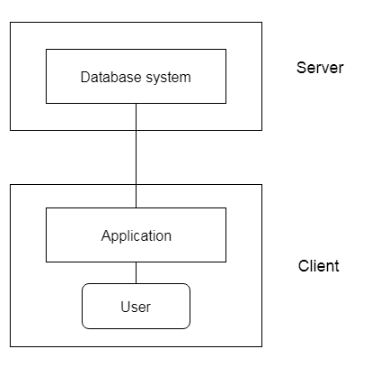 Database system
Server
Application
Client
User